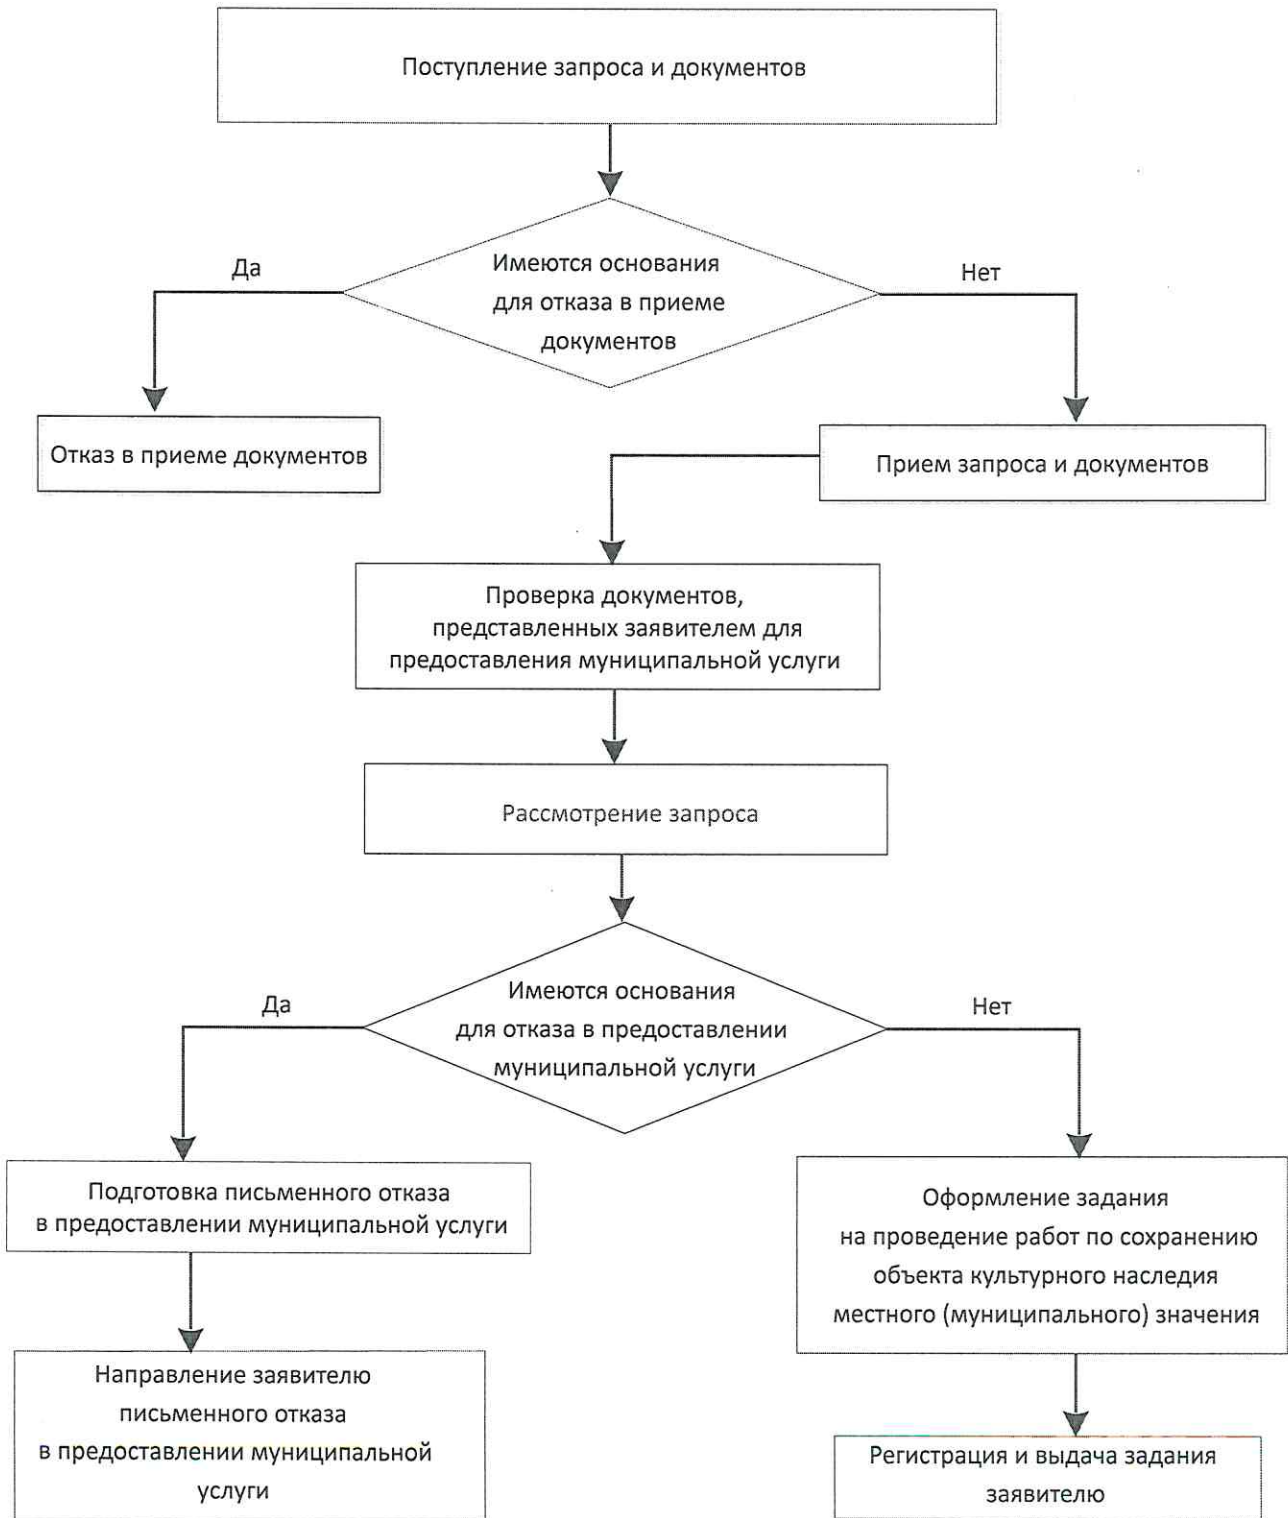 Поступление запроса и документов
Да
Имеются основания
для отказа в приеме
документов
Нет
Отказ в приеме документов
Прием запроса и документов
Проверка документов,
представленных заявителем для
предоставления муниципальной услуги
Рассмотрение запроса
Да
Имеются основания
для отказа в предоставлении
муниципальной услуги
Нет
Подготовка письменного отказа
в предоставлении муниципальной услуги
Оформление задания
на проведение работ по сохранению
объекта культурного наследия
местного (муниципального) значения
Направление заявителю
письменного отказа
в предоставлении муниципальной
услуги
Регистрация и выдача задания
заявителю